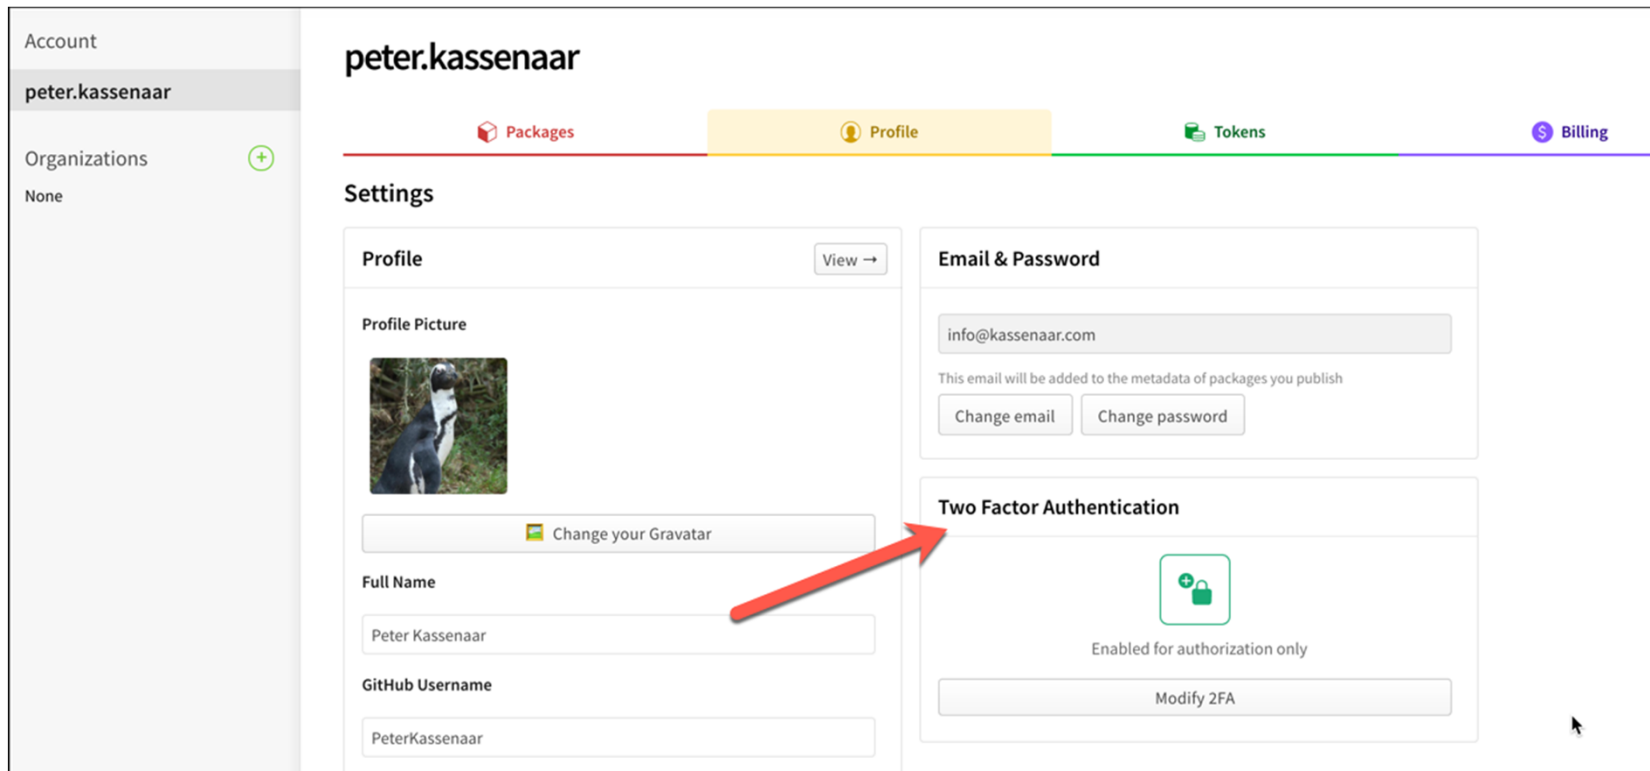 Account
peter.kassenaar
Organizations
None
peter.kassenaar
Packages
Profile
Tokens
Billing
Settings
Profile
View →
Profile Picture
Change your Gravatar
Full Name
Peter Kassenaar
GitHub Username
PeterKassenaar
Email & Password
info@kassenaar.com
This email will be added to the metadata of packages you publish
Change email
Change password
Two Factor Authentication
Enabled for authorization only
Modify 2FA